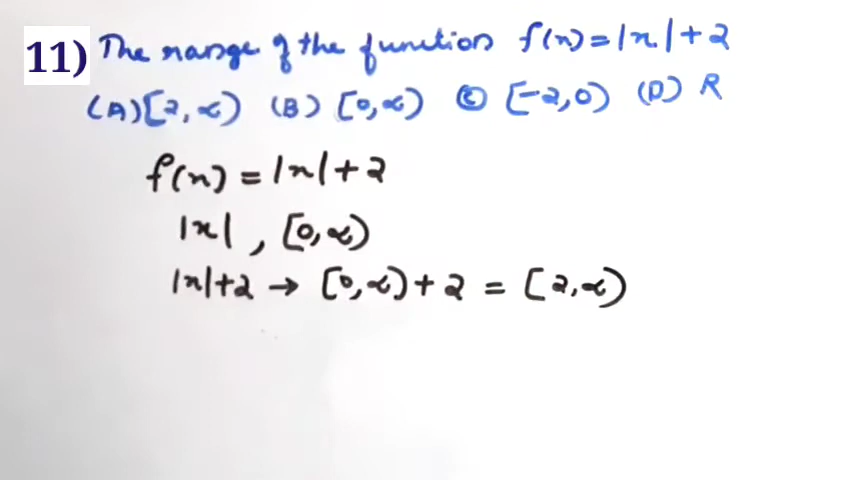 11) The range of the function f(x) = |x| + 2
(A) [2, ∞) (B) [0, ∞) (C) [-2, 0) (D) R
f(x) = |x| + 2
|x| , [0, ∞)
|x| + 2 → [0, ∞) + 2 = [2, ∞)